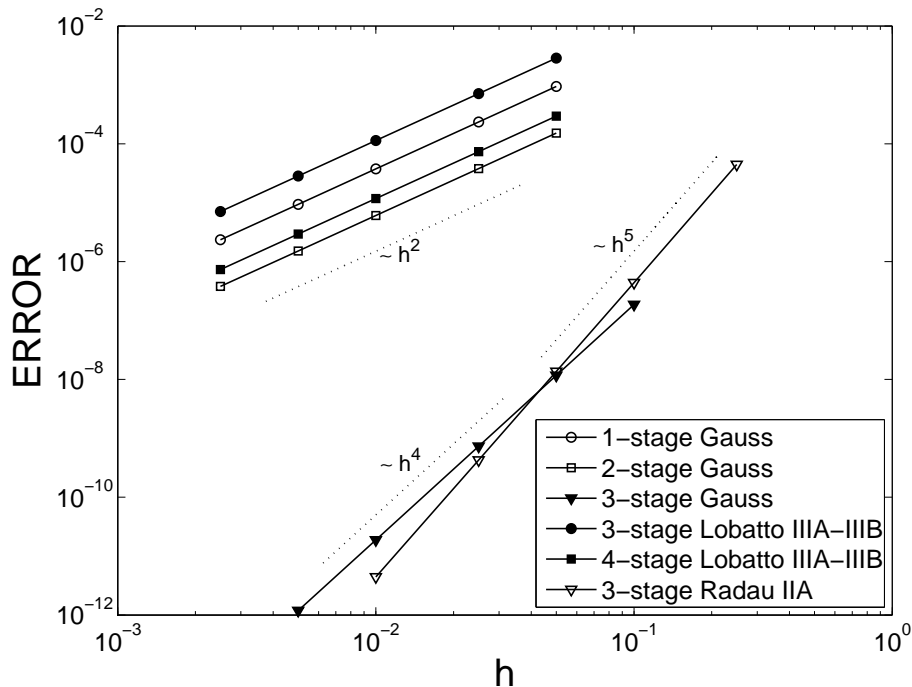 10^−2
10^−4
10^−6
10^−8
10^−10
10^−12
ERROR
~ h^2
~ h^5
~ h^4
1−stage Gauss
2−stage Gauss
3−stage Gauss
3−stage Lobatto IIIA−IIIB
4−stage Lobatto IIIA−IIIB
3−stage Radau IIA
10^−3
10^−2
10^−1
10^0
h